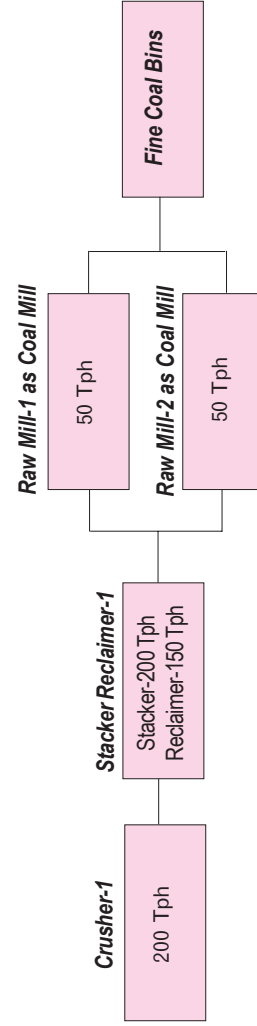 Crusher-1
200 Tph
Stacker Reclaimer-1
Stacker-200 Tph
Reclaimer-150 Tph
Raw Mill-1 as Coal Mill
50 Tph
Raw Mill-2 as Coal Mill
50 Tph
Fine Coal Bins